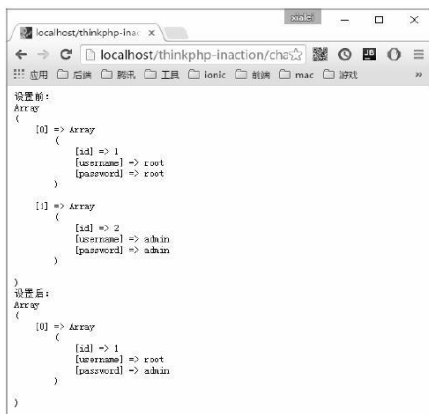 xialei
localhost/thinkphp-inac
localhost/thinkphp-inaction/cha
应用 后端 腾讯 工具 ionic 前端 mac 游戏 »
设置前:
Array
(
[0] => Array
(
[id] => 1
[username] => root
[password] => root
)
[1] => Array
(
[id] => 2
[username] => admin
[password] => admin
)
)
设置后:
Array
(
[0] => Array
(
[id] => 1
[username] => root
[password] => admin
)
)